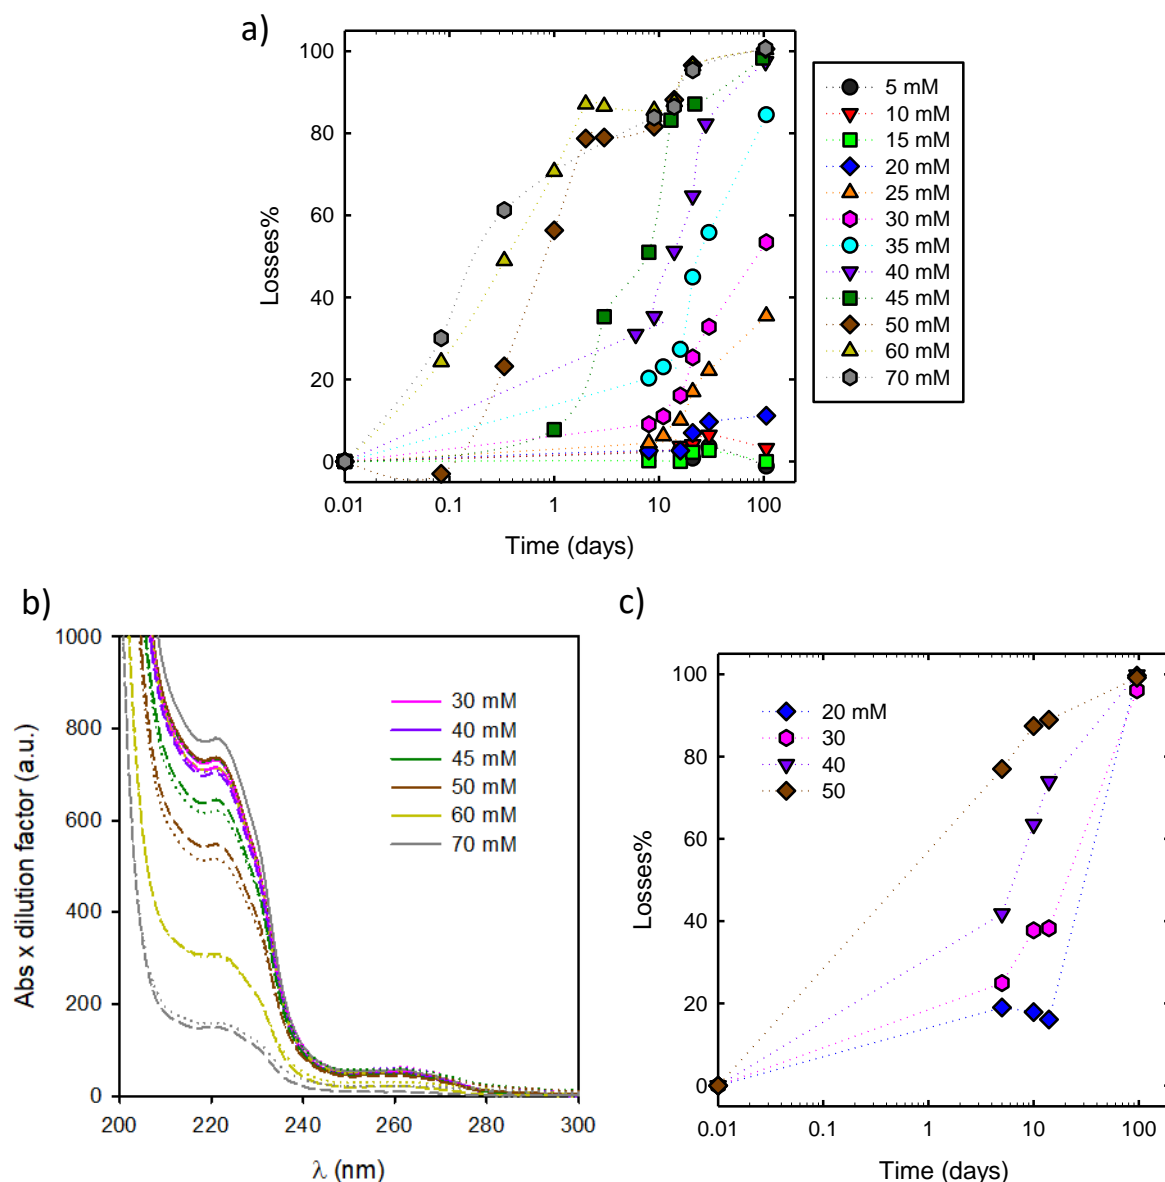 a)
100
80
60
40
20
0
Losses%
0.01 0.1 1 10 100
Time (days)
5 mM
10 mM
15 mM
20 mM
25 mM
30 mM
35 mM
40 mM
45 mM
50 mM
60 mM
70 mM
b)
1000
800
600
400
200
0
Abs x dilution factor (a.u.)
200 220 240 260 280 300
λ (nm)
30 mM
40 mM
45 mM
50 mM
60 mM
70 mM
c)
100
80
60
40
20
0
Losses%
0.01 0.1 1 10 100
Time (days)
20 mM
30
40
50